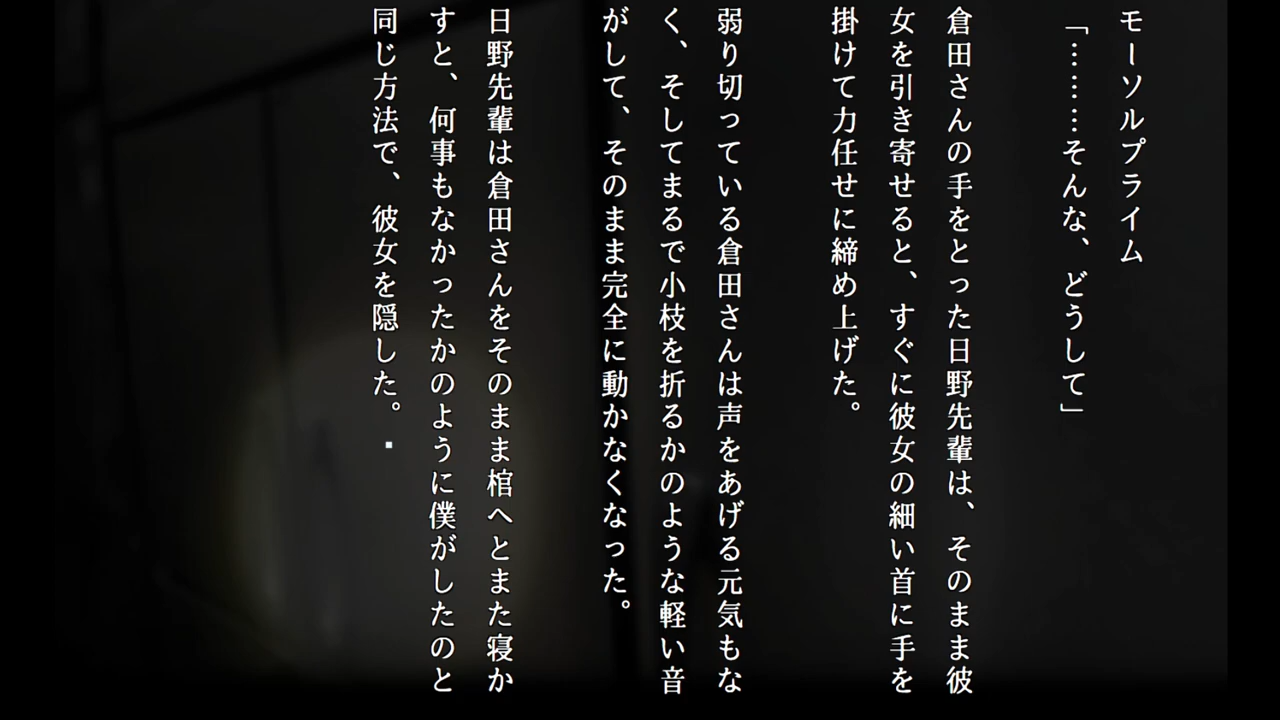 モーソルプライム
「………そんな、どうして」
倉田さんの手をとった日野先輩は、そのまま彼
女を引き寄せると、すぐに彼女の細い首に手を
掛けて力任せに締め上げた。
弱り切っている倉田さんは声をあげる元気もな
く、そしてまるで小枝を折るかのような軽い音
がして、そのまま完全に動かなくなった。
日野先輩は倉田さんをそのまま棺へとまた寝か
すと、何事もなかったかのように僕がしたのと
同じ方法で、彼女を隠した。